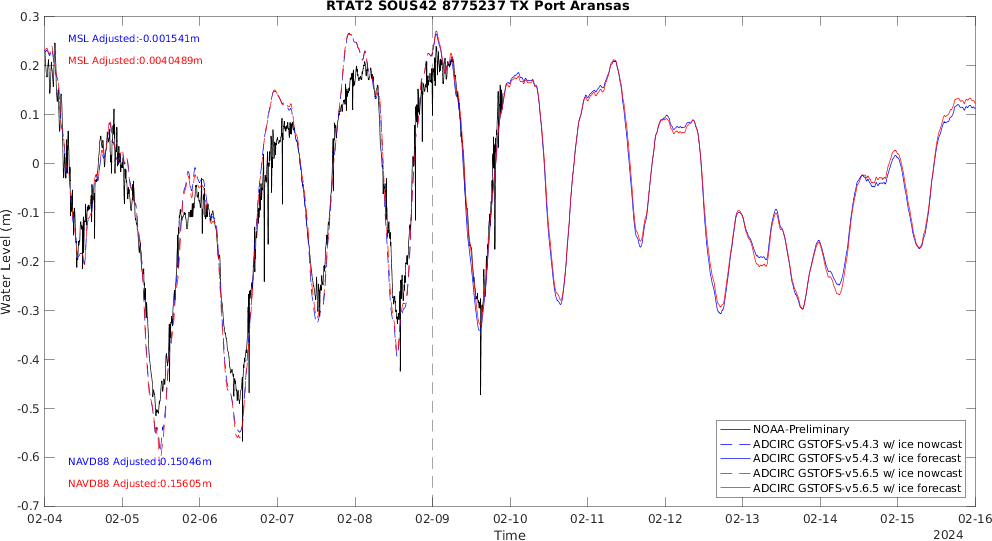 RTAT2 SOUS42 8775237 TX Port Aransas
0.3
MSL Adjusted:-0.001541m
MSL Adjusted:0.0040489m
0.2
0.1
0
-0.1
-0.2
-0.3
-0.4
-0.5
-0.6
-0.7
Water Level (m)
NOAA-Preliminary
ADCIRC GSTOFS-v5.4.3 w/ ice nowcast
ADCIRC GSTOFS-v5.4.3 w/ ice forecast
ADCIRC GSTOFS-v5.6.5 w/ ice nowcast
ADCIRC GSTOFS-v5.6.5 w/ ice forecast
NAVD88 Adjusted:0.15046m
NAVD88 Adjusted:0.15605m
02-04 02-05 02-06 02-07 02-08 02-09 02-10 02-11 02-12 02-13 02-14 02-15 02-16
Time
2024